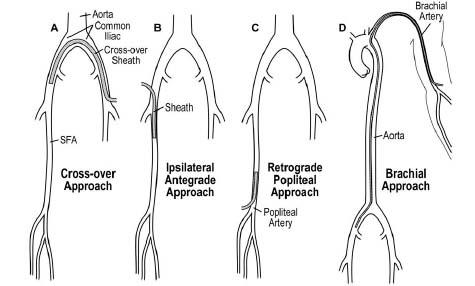 A
Aorta
Common
Iliac
Cross-over
Sheath
SFA
Cross-over
Approach
B
Sheath
Ipsilateral
Antegrade
Approach
C
Retrograde
Popliteal
Approach
Popliteal
Artery
D
Brachial
Artery
Aorta
Brachial
Approach